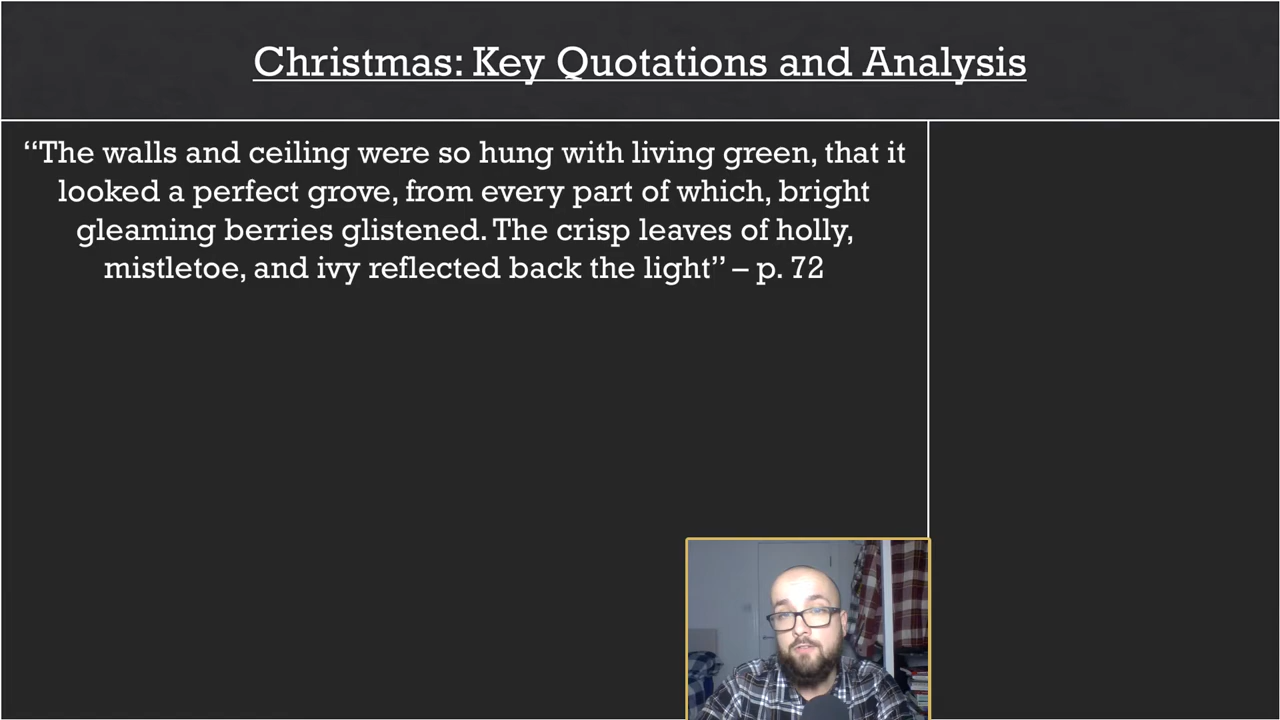 Christmas: Key Quotations and Analysis
“The walls and ceiling were so hung with living green, that it
looked a perfect grove, from every part of which, bright
gleaming berries glistened. The crisp leaves of holly,
mistletoe, and ivy reflected back the light” – p. 72